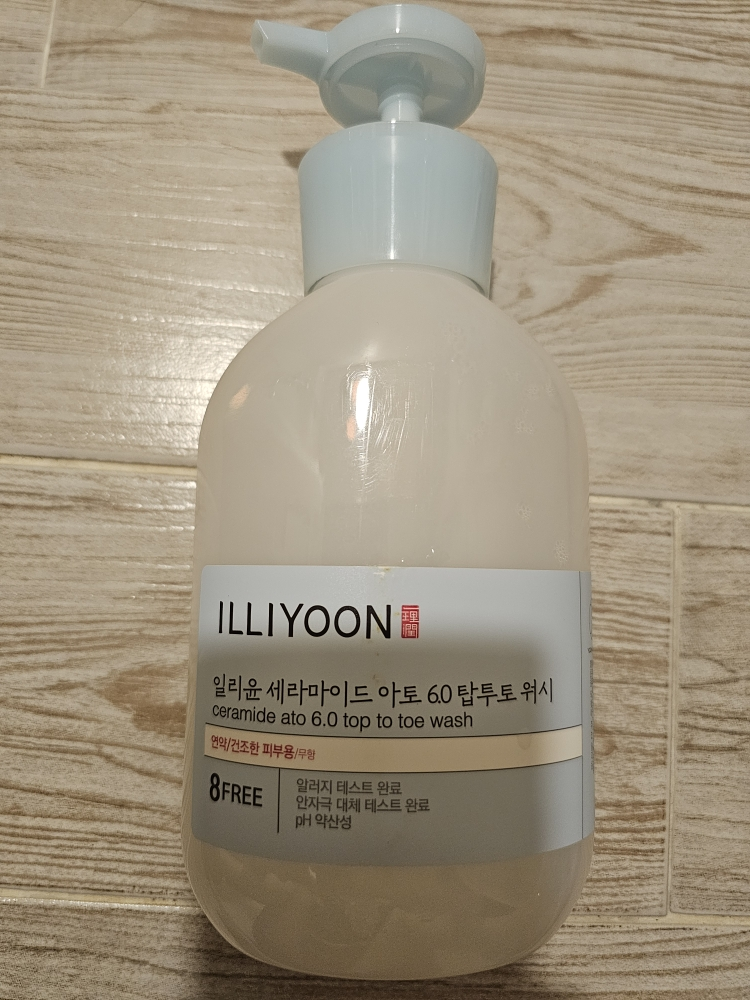 ILLIYOON 理潤
일리윤 세라마이드 아토 6.0 탑투토 워시
ceramide ato 6.0 top to toe wash
연약/건조한 피부용/무향
8FREE
알러지 테스트 완료
안자극 대체 테스트 완료
pH 약산성